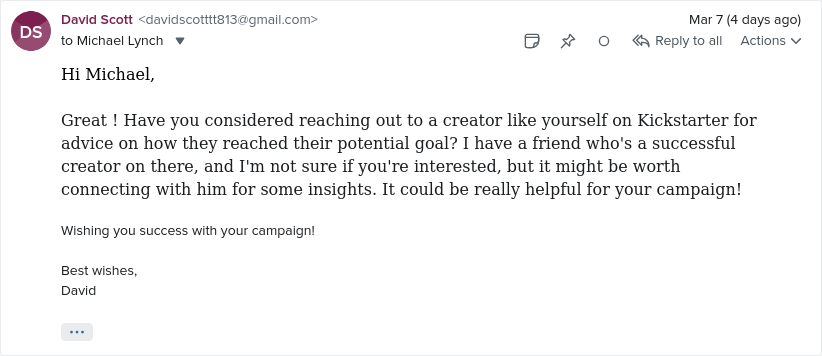 David Scott <davidscotttt813@gmail.com>
Mar 7 (4 days ago)
DS
to Michael Lynch
Reply to all
Actions
Hi Michael,
Great ! Have you considered reaching out to a creator like yourself on Kickstarter for
advice on how they reached their potential goal? I have a friend who's a successful
creator on there, and I'm not sure if you're interested, but it might be worth
connecting with him for some insights. It could be really helpful for your campaign!
Wishing you success with your campaign!
Best wishes,
David